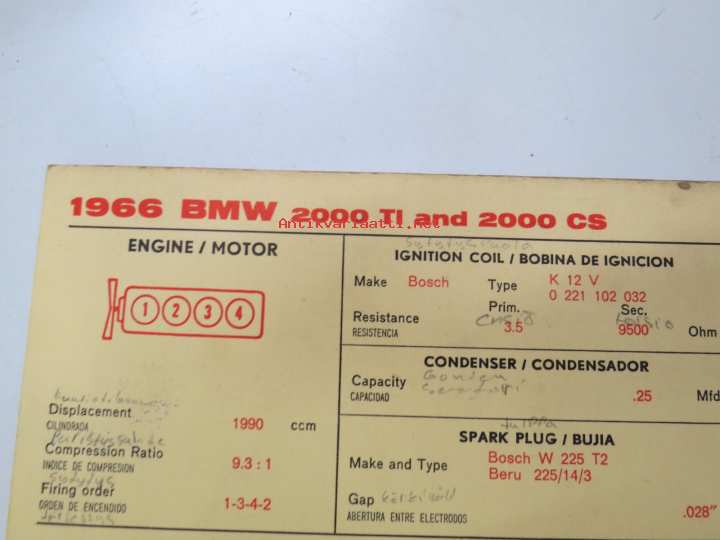 1966 BMW 2000 TI and 2000 CS
Antikvariaatti.Net
ENGINE / MOTOR
1 2 3 4
Displacement
CILINDRADA
1990 ccm
Compression Ratio
INDICE DE COMPRESION
9.3 : 1
Firing order
ORDEN DE ENCENDIDO
1-3-4-2
IGNITION COIL / BOBINA DE IGNICION
Make Bosch Type K 12 V
0 221 102 032
Prim. Sec.
Resistance 3.5 9500 Ohm
RESISTENCIA
CONDENSER / CONDENSADOR
Capacity .25 Mfd
CAPACIDAD
tulppa
SPARK PLUG / BUJIA
Make and Type Bosch W 225 T2
Beru 225/14/3
Gap .028"
ABERTURA ENTRE ELECTRODOS